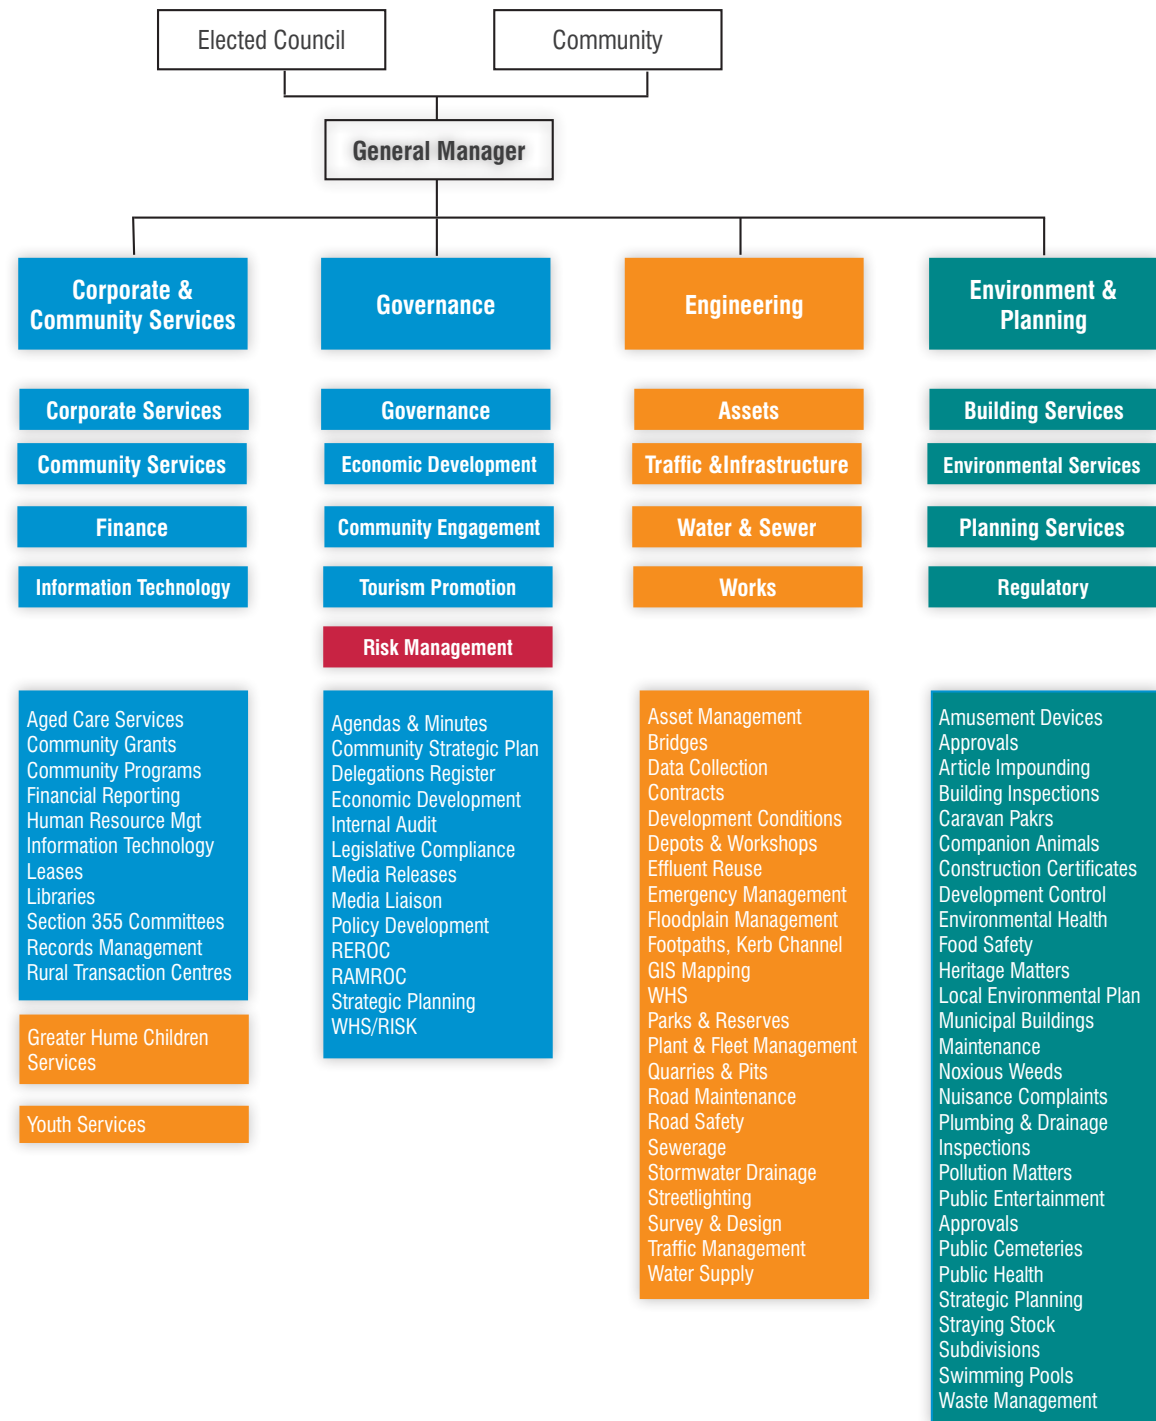 Elected Council
Community
General Manager
Corporate &
Community Services
Governance
Engineering
Environment &
Planning
Corporate Services
Governance
Assets
Building Services
Community Services
Economic Development
Traffic &Infrastructure
Environmental Services
Finance
Community Engagement
Water & Sewer
Planning Services
Information Technology
Tourism Promotion
Works
Regulatory
Risk Management
Aged Care Services
Community Grants
Community Programs
Financial Reporting
Human Resource Mgt
Information Technology
Leases
Libraries
Section 355 Committees
Records Management
Rural Transaction Centres
Greater Hume Children
Services
Youth Services
Agendas & Minutes
Community Strategic Plan
Delegations Register
Economic Development
Internal Audit
Legislative Compliance
Media Releases
Media Liaison
Policy Development
REROC
RAMROC
Strategic Planning
WHS/RISK
Asset Management
Bridges
Data Collection
Contracts
Development Conditions
Depots & Workshops
Effluent Reuse
Emergency Management
Floodplain Management
Footpaths, Kerb Channel
GIS Mapping
WHS
Parks & Reserves
Plant & Fleet Management
Quarries & Pits
Road Maintenance
Road Safety
Sewerage
Stormwater Drainage
Streetlighting
Survey & Design
Traffic Management
Water Supply
Amusement Devices
Approvals
Article Impounding
Building Inspections
Caravan Pakrs
Companion Animals
Construction Certificates
Development Control
Environmental Health
Food Safety
Heritage Matters
Local Environmental Plan
Municipal Buildings
Maintenance
Noxious Weeds
Nuisance Complaints
Plumbing & Drainage
Inspections
Pollution Matters
Public Entertainment
Approvals
Public Cemeteries
Public Health
Strategic Planning
Straying Stock
Subdivisions
Swimming Pools
Waste Management